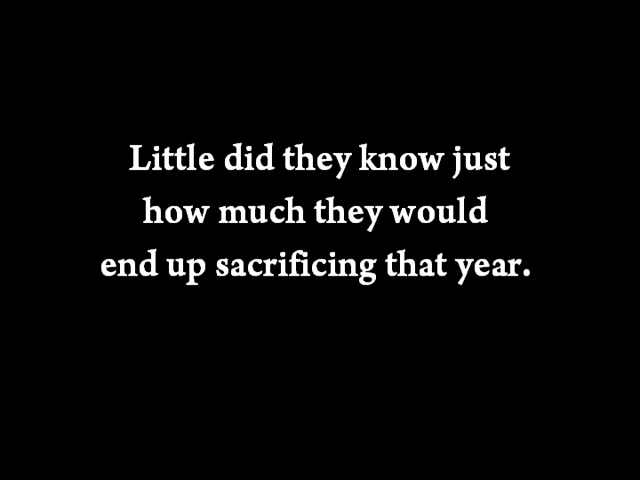 Little did they know just
how much they would
end up sacrificing that year.